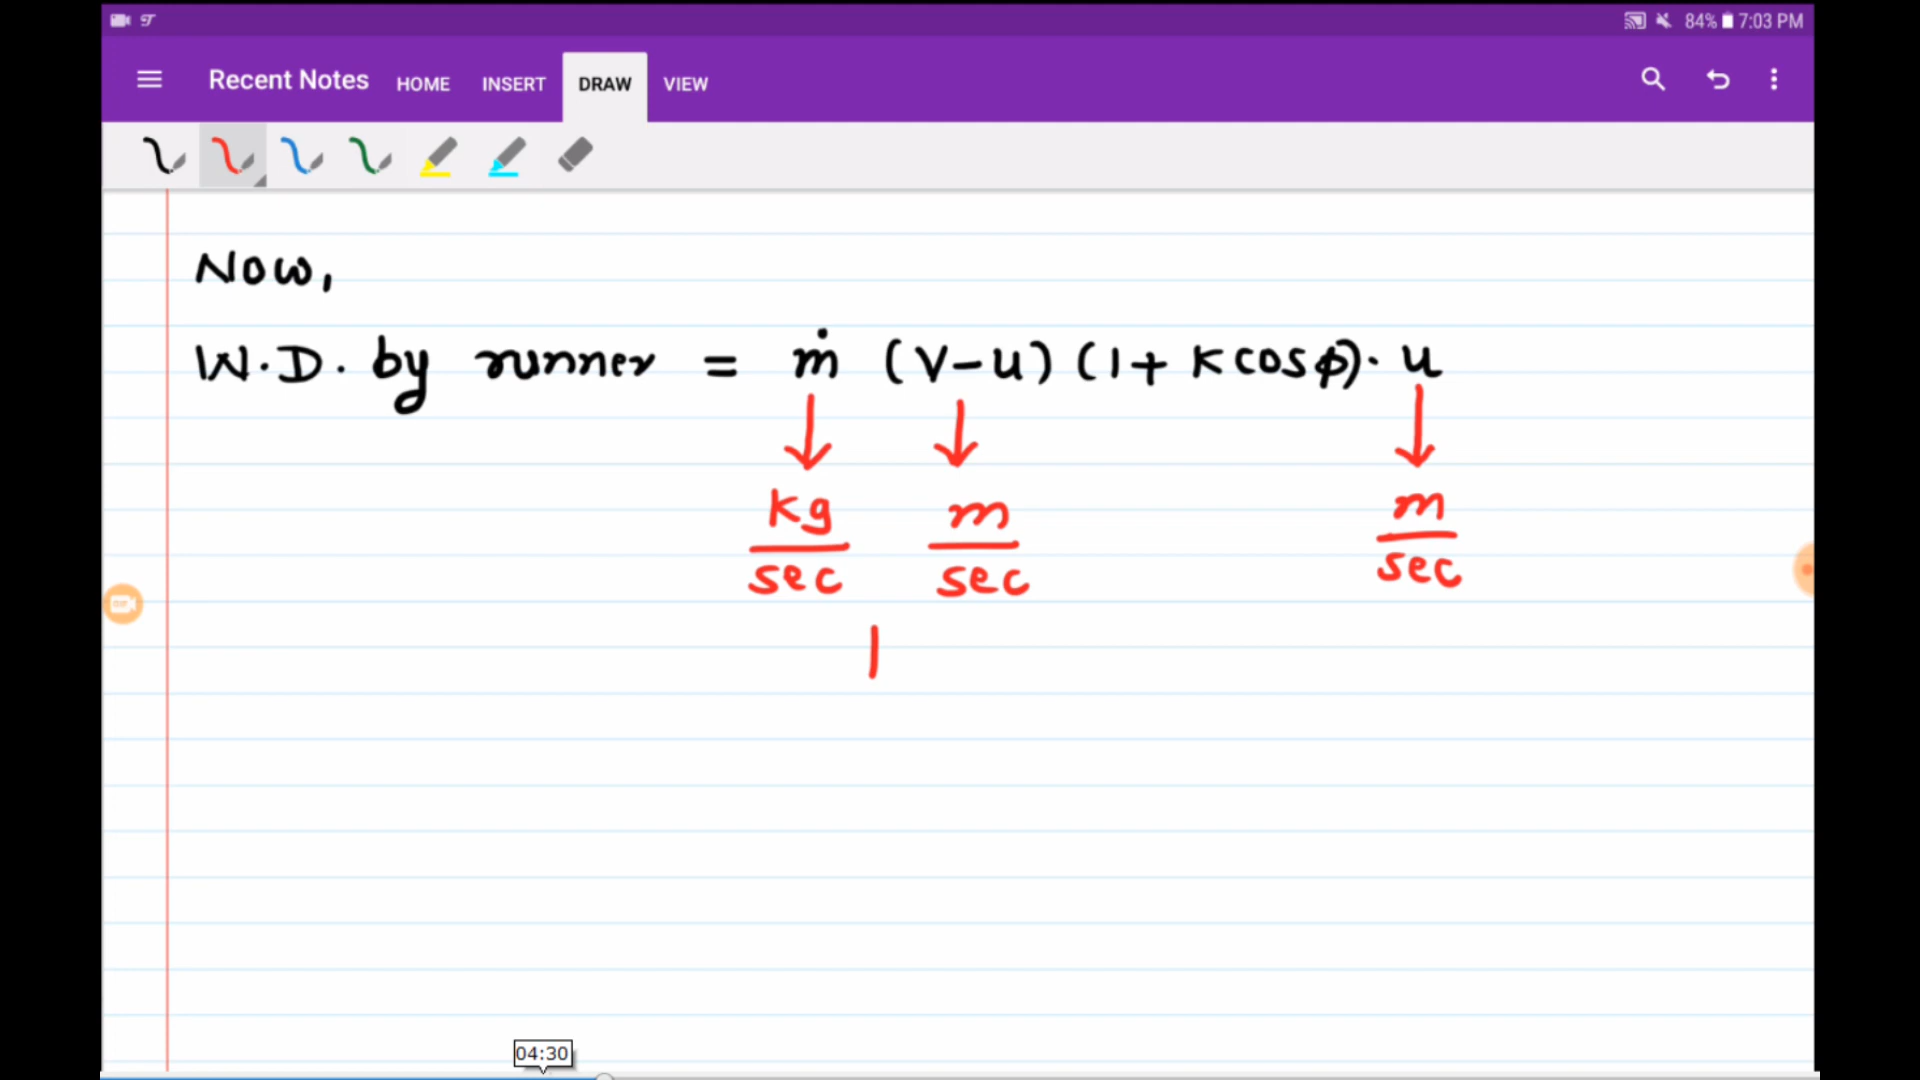 84% 7:03 PM
Recent Notes HOME INSERT DRAW VIEW
Now,
W.D. by runner = ṁ (V-u) (1+ kcosφ). u
kg m m
sec sec sec
|
04:30